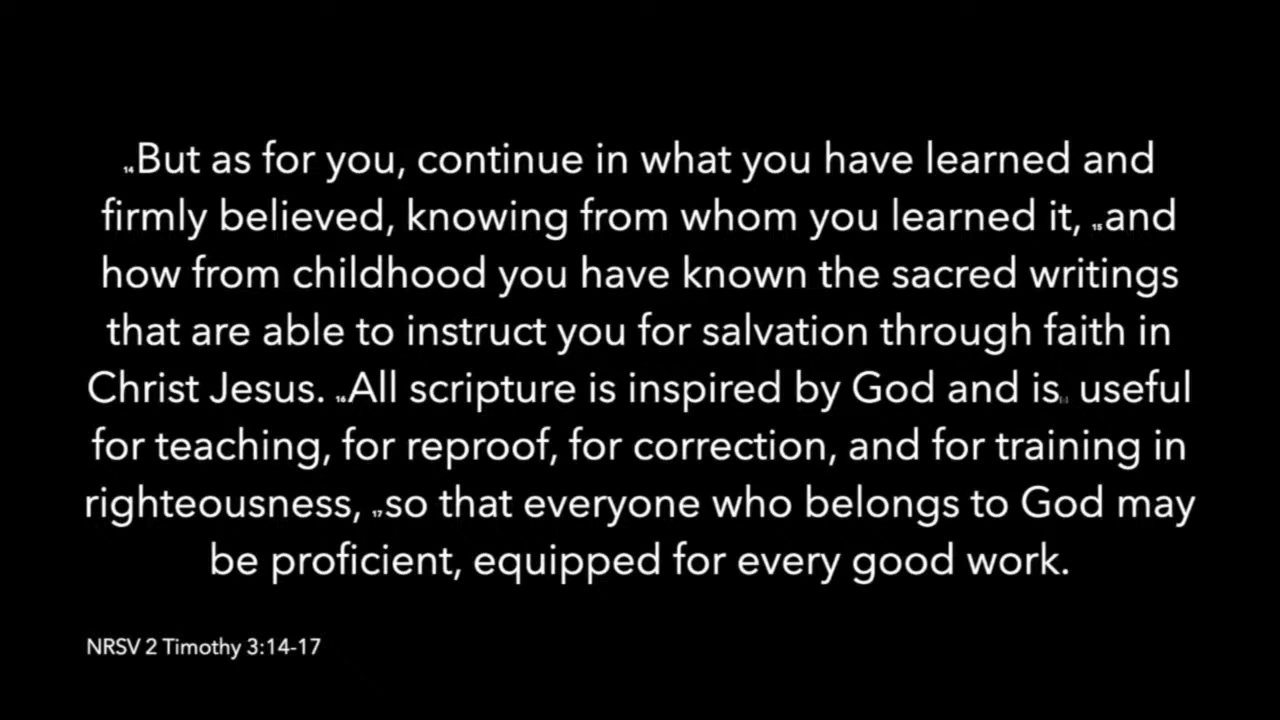 14But as for you, continue in what you have learned and
firmly believed, knowing from whom you learned it, 15and
how from childhood you have known the sacred writings
that are able to instruct you for salvation through faith in
Christ Jesus. 16All scripture is inspired by God and is useful
for teaching, for reproof, for correction, and for training in
righteousness, 17so that everyone who belongs to God may
be proficient, equipped for every good work.
NRSV 2 Timothy 3:14-17